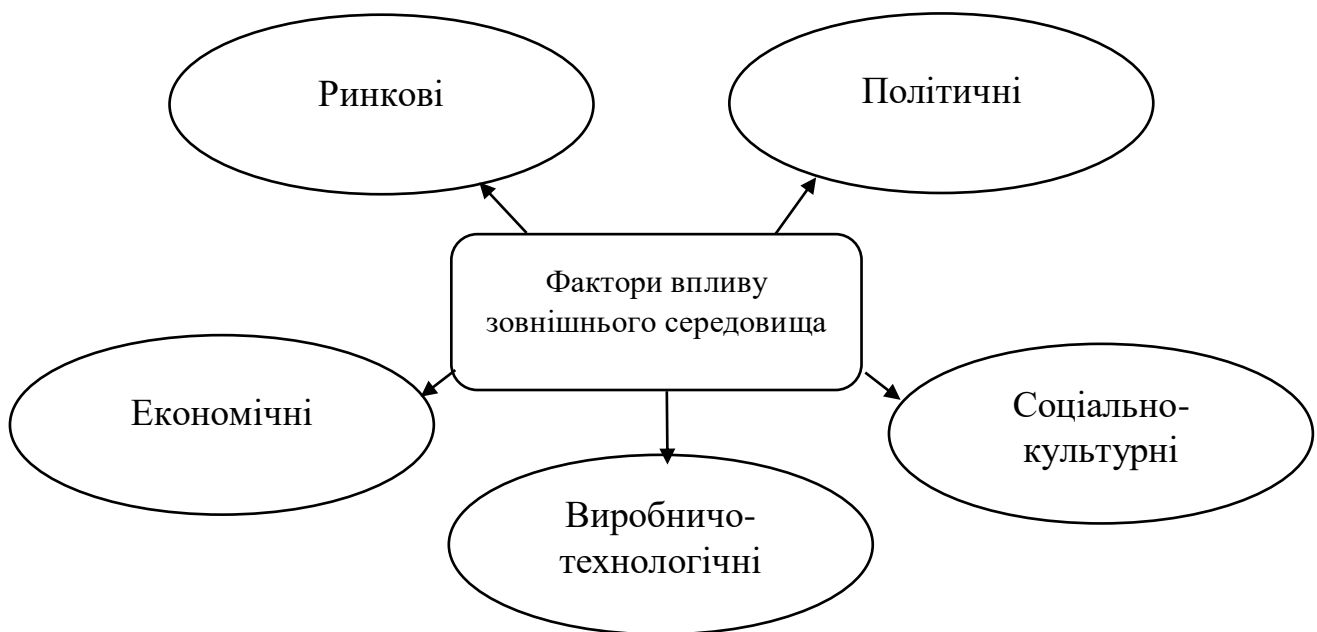 Ринкові
Політичні
Фактори впливу
зовнішнього середовища
Економічні
Соціально-
культурні
Виробничо-
технологічні